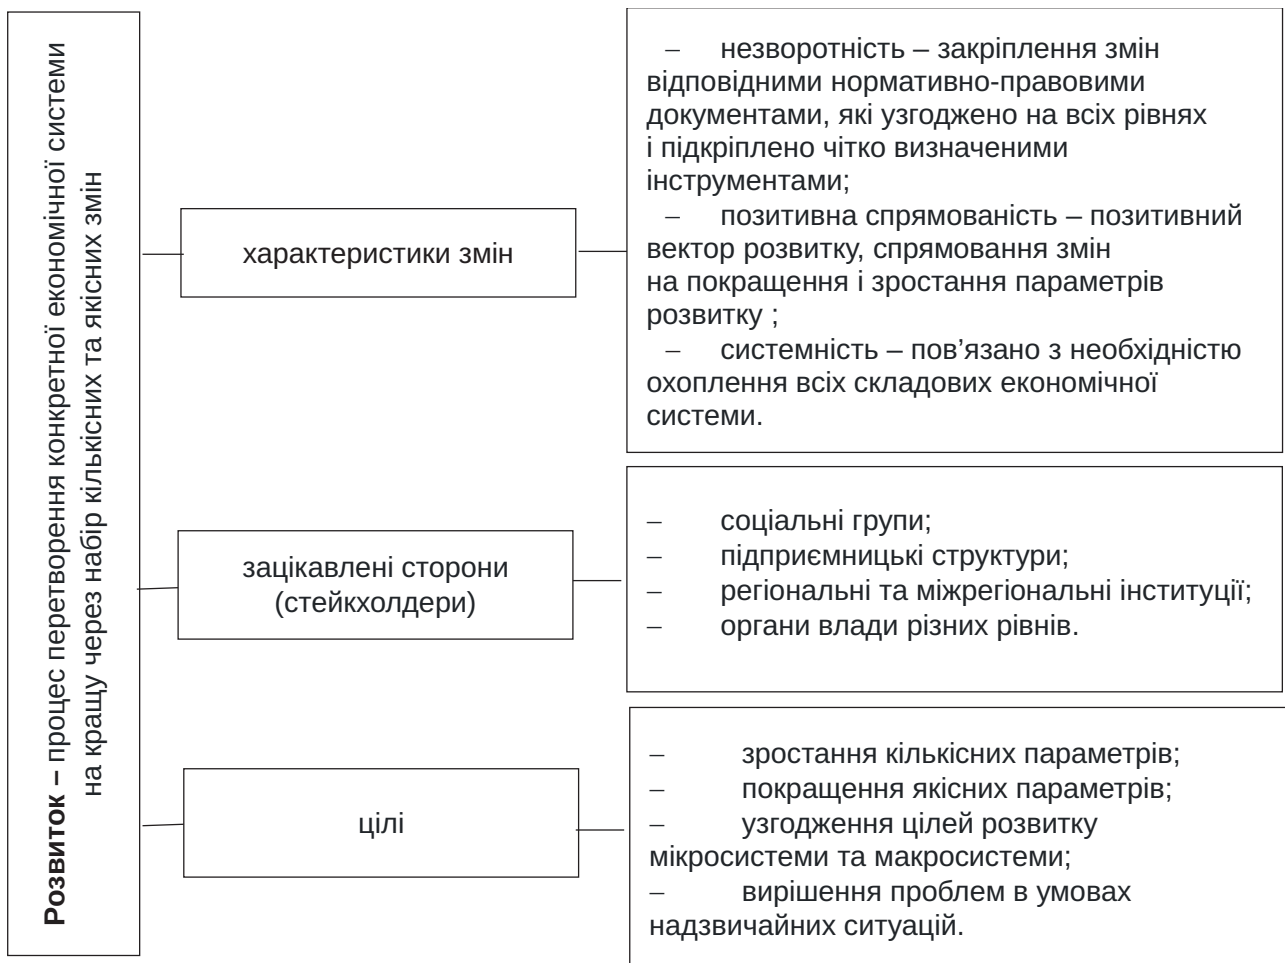 Розвиток – процес перетворення конкретної економічної системи
на кращу через набір кількісних та якісних змін
характеристики змін
– незворотність – закріплення змін
відповідними нормативно-правовими
документами, які узгоджено на всіх рівнях
і підкріплено чітко визначеними
інструментами;
– позитивна спрямованість – позитивний
вектор розвитку, спрямовання змін
на покращення і зростання параметрів
розвитку ;
– системність – пов’язано з необхідністю
охоплення всіх складових економічної
системи.
зацікавлені сторони
(стейкхолдери)
– соціальні групи;
– підприємницькі структури;
– регіональні та міжрегіональні інституції;
– органи влади різних рівнів.
цілі
– зростання кількісних параметрів;
– покращення якісних параметрів;
– узгодження цілей розвитку
мікросистеми та макросистеми;
– вирішення проблем в умовах
надзвичайних ситуацій.